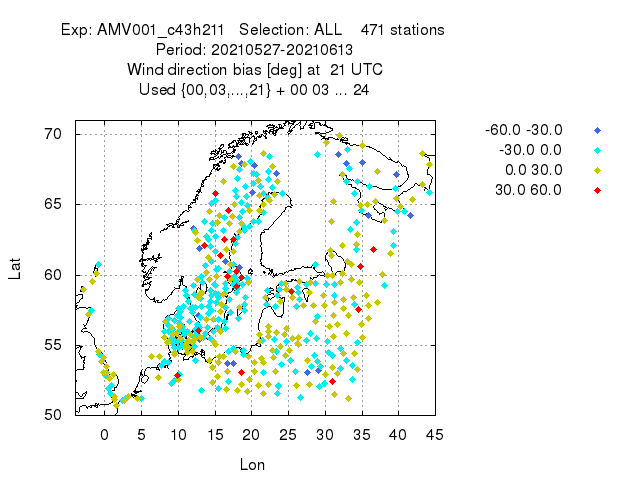 Exp: AMV001_c43h211 Selection: ALL 471 stations
Period: 20210527-20210613
Wind direction bias [deg] at 21 UTC
Used {00,03,...,21} + 00 03 ... 24
-60.0 -30.0
-30.0 0.0
0.0 30.0
30.0 60.0
70
65
60
55
50
Lat
0 5 10 15 20 25 30 35 40 45
Lon